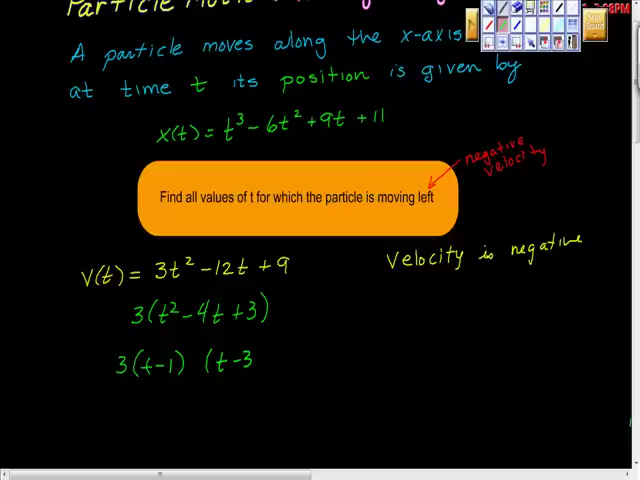 Particle
A particle moves along the x-axis
at time t its position is given by
x(t) = t³ - 6t² + 9t + 11
negative velocity
Find all values of t for which the particle is moving left
v(t) = 3t² - 12t + 9
Velocity is negative
3(t² - 4t + 3)
3(t-1) (t-3